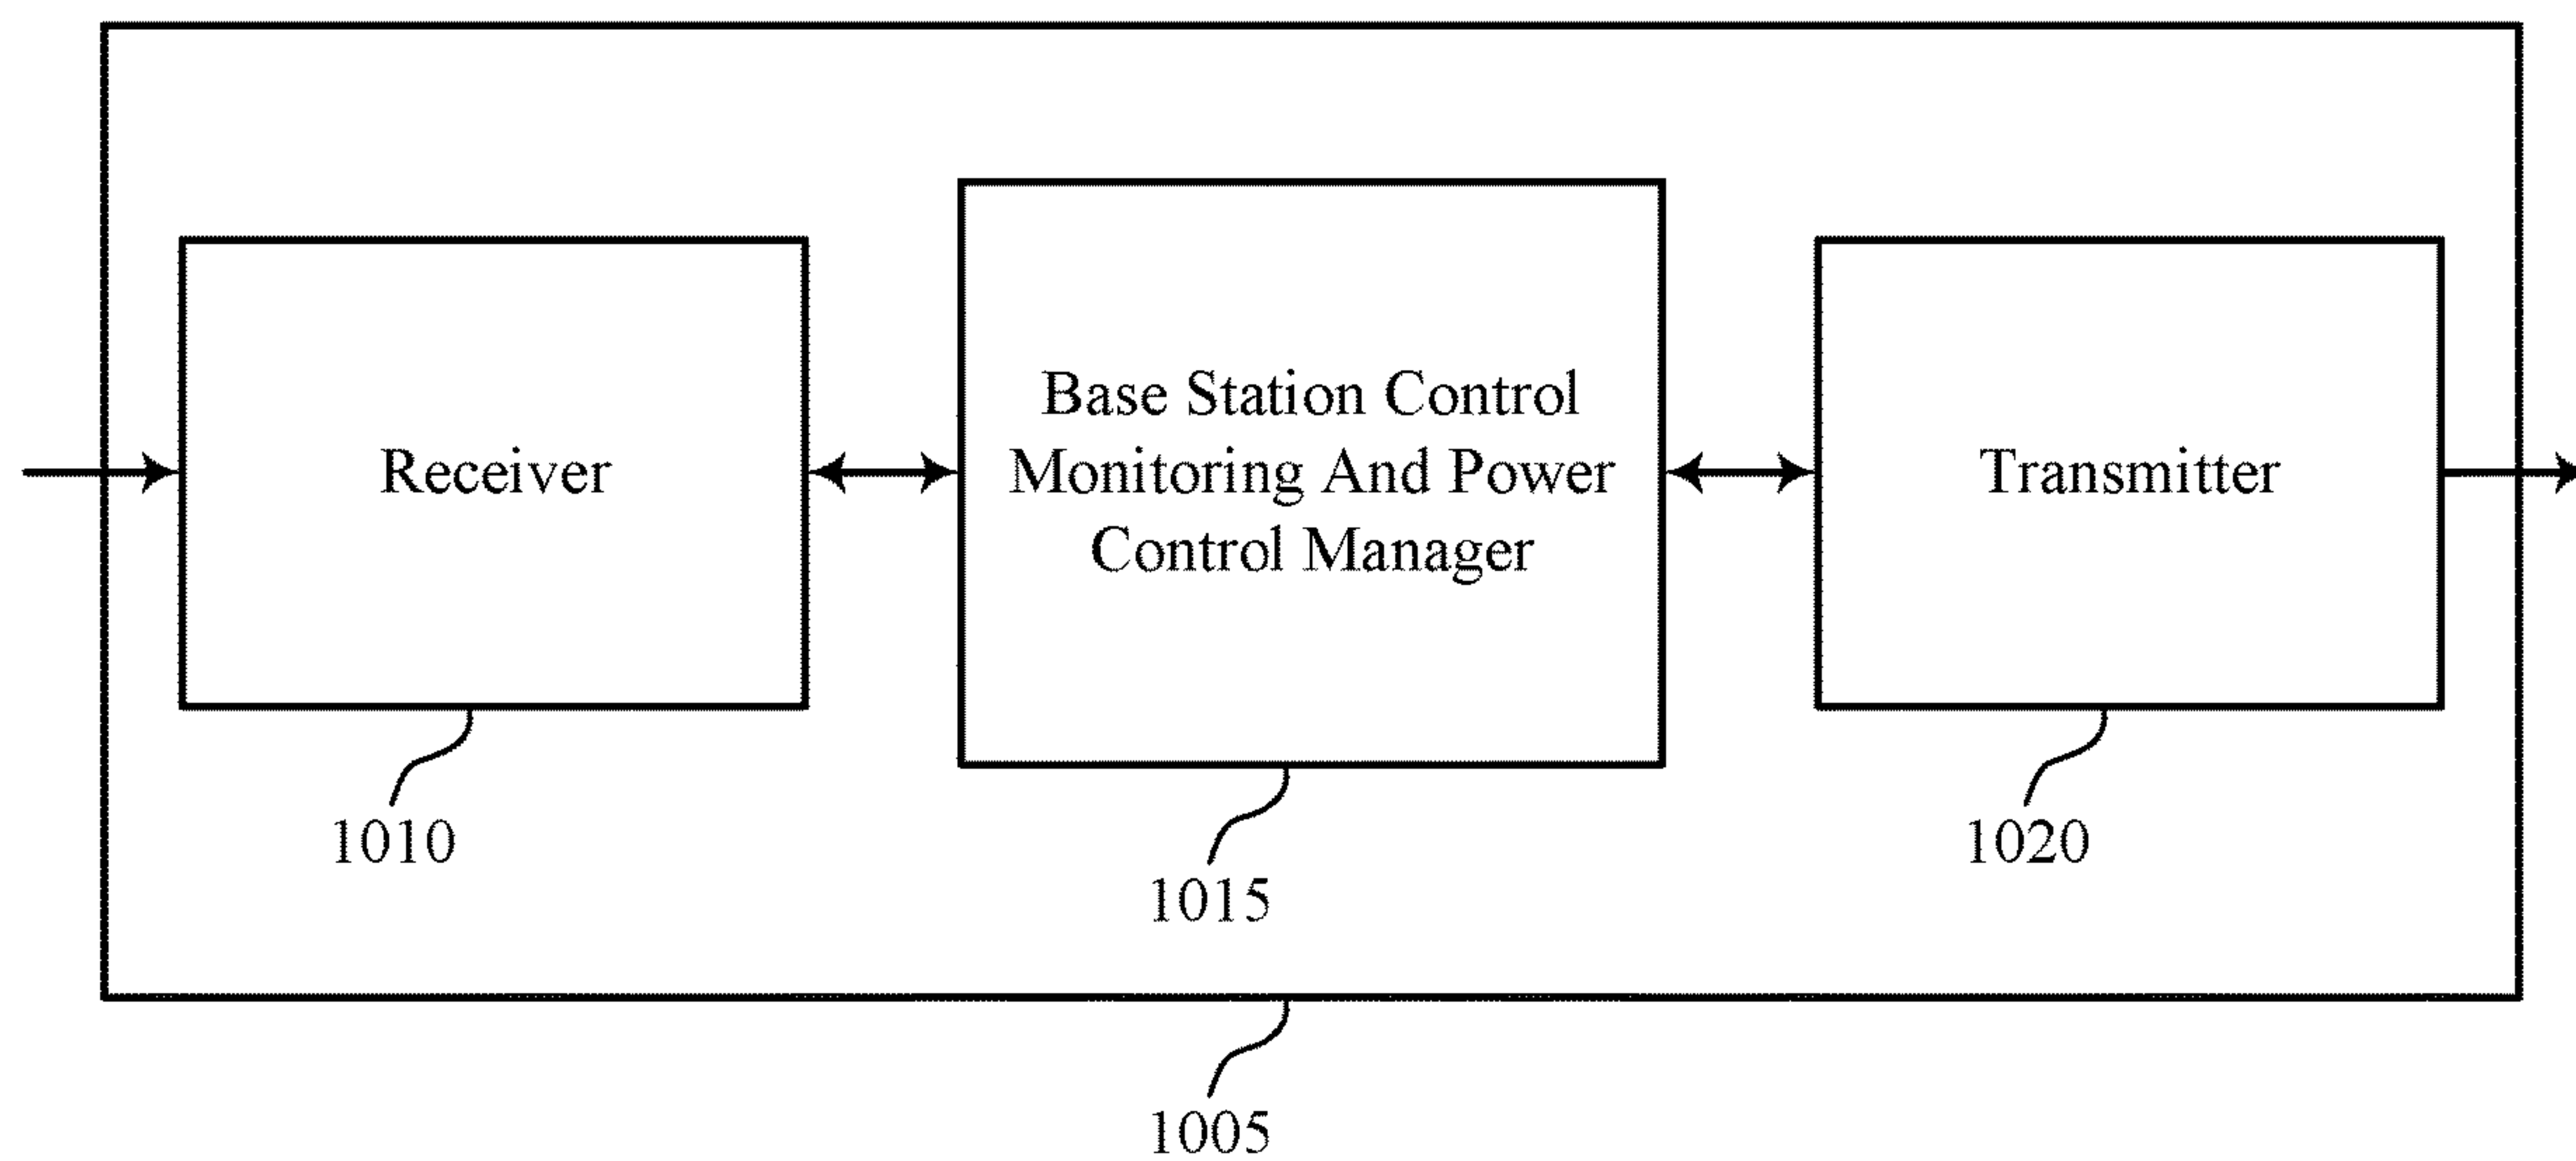 Receiver
Base Station Control
Monitoring And Power
Control Manager
Transmitter
1010
1015
1020
1005